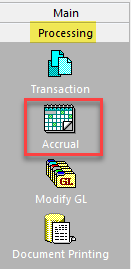 Main
Processing
Transaction
Accrual
GL
Modify GL
Document Printing